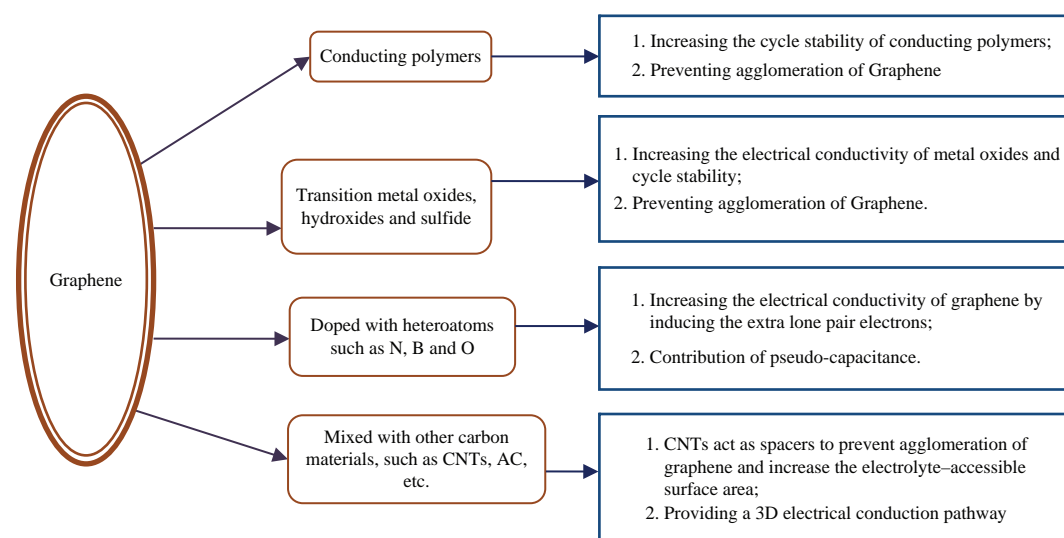 Graphene
Conducting polymers
1. Increasing the cycle stability of conducting polymers;
2. Preventing agglomeration of Graphene
Transition metal oxides,
hydroxides and sulfide
1. Increasing the electrical conductivity of metal oxides and
cycle stability;
2. Preventing agglomeration of Graphene.
Doped with heteroatoms
such as N, B and O
1. Increasing the electrical conductivity of graphene by
inducing the extra lone pair electrons;
2. Contribution of pseudo-capacitance.
Mixed with other carbon
materials, such as CNTs, AC,
etc.
1. CNTs act as spacers to prevent agglomeration of
graphene and increase the electrolyte–accessible
surface area;
2. Providing a 3D electrical conduction pathway